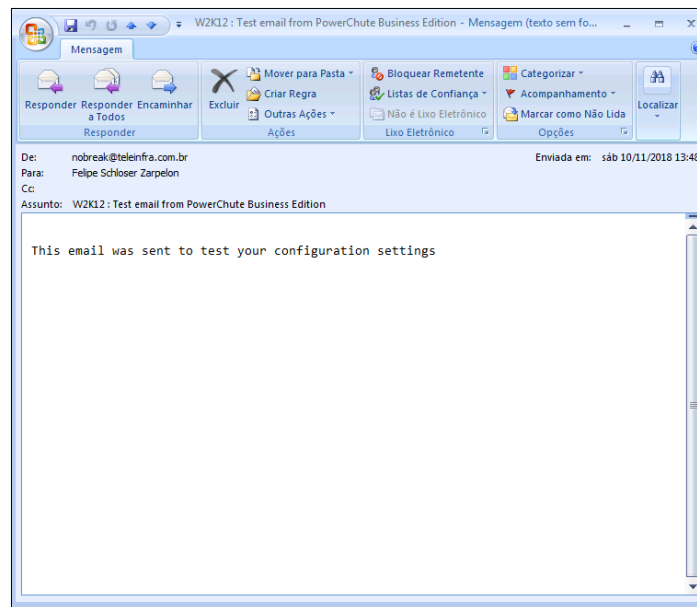 W2K12 : Test email from PowerChute Business Edition - Mensagem (texto sem fo...
Mensagem
Responder
Responder a Todos
Encaminhar
Responder
Excluir
Mover para Pasta
Criar Regra
Outras Ações
Ações
Bloquear Remetente
Listas de Confiança
Não é Lixo Eletrônico
Lixo Eletrônico
Categorizar
Acompanhamento
Marcar como Não Lida
Opções
Localizar
De: nobreak@teleinfra.com.br Enviada em: sáb 10/11/2018 13:48
Para: Felipe Schloser Zarpelon
Cc:
Assunto: W2K12 : Test email from PowerChute Business Edition
This email was sent to test your configuration settings